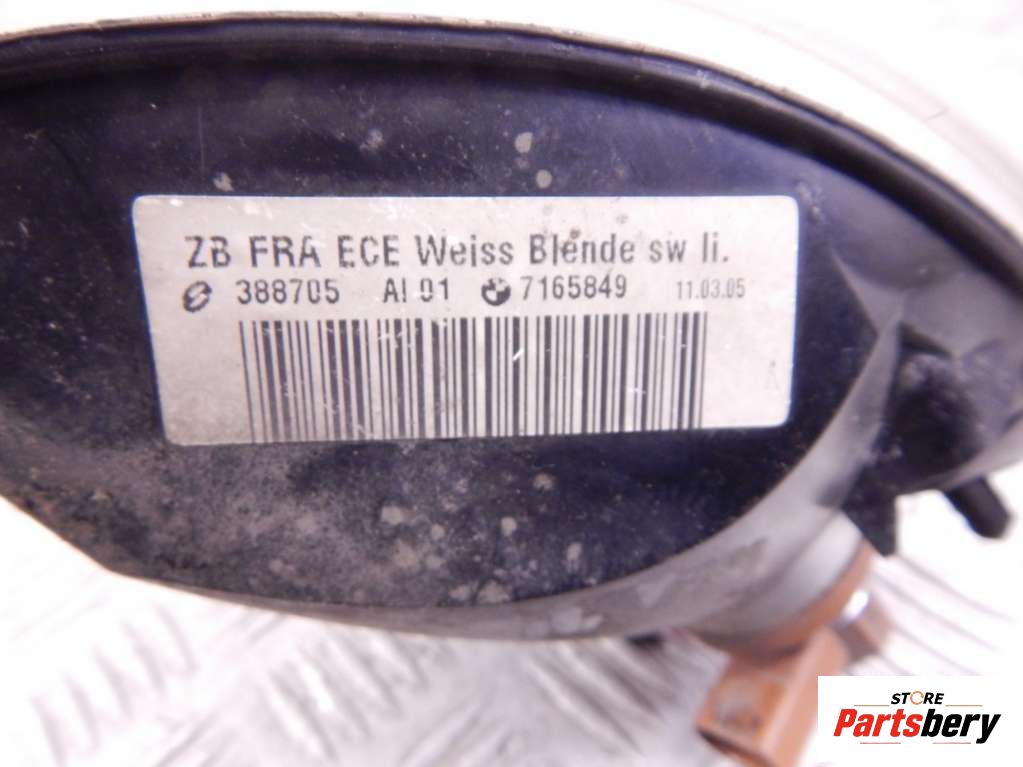 ZB FRA ECE Weiss Blende sw li.
388705 AI 01 7165849 11.03.05
A
STORE
Partsbery